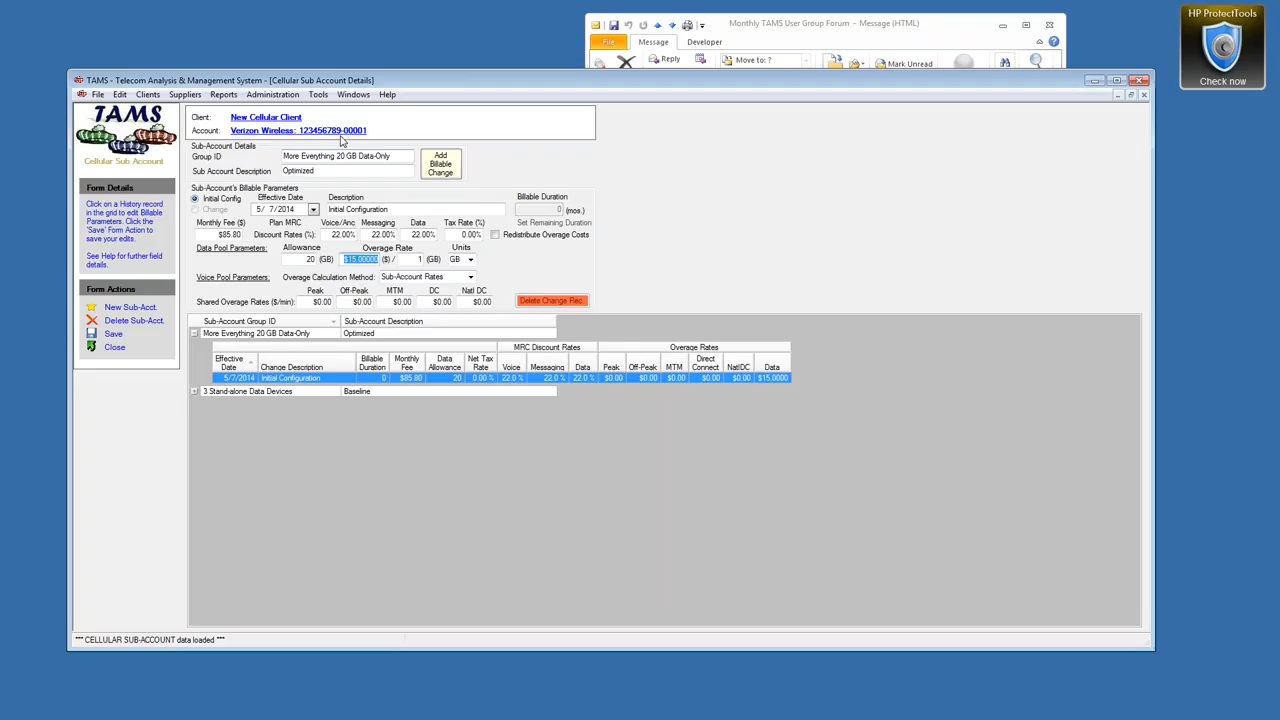 HP ProtectTools
Check now
Monthly TAMS User Group Forum - Message (HTML)
File Message Developer
Reply Move to: ? Mark Unread
TAMS - Telecom Analysis & Management System - [Cellular Sub Account Details]
File Edit Clients Suppliers Reports Administration Tools Windows Help
TAMS
Cellular Sub Account
Form Details
Click on a History record
in the grid to edit Billable
Parameters. Click the
'Save' Form Action to
save your edits.
See Help for further field
details.
Form Actions
New Sub-Acct.
Delete Sub-Acct.
Save
Close
Client: New Cellular Client
Account: Verizon Wireless: 123456789-00001
Sub-Account Details
Group ID More Everything 20 GB Data-Only
Sub Account Description Optimized
Add
Billable
Change
Sub-Account's Billable Parameters
Initial Config Effective Date Description Billable Duration
Change 5/ 7/2014 Initial Configuration 0 (mos.)
Monthly Fee ($) Plan MRC Voice/Anc Messaging Data Tax Rate (%) Set Remaining Duration
$85.80 Discount Rates (%): 22.00% 22.00% 22.00% 0.00% Redistribute Overage Costs
Data Pool Parameters: Allowance Overage Rate Units
20 (GB) $15.00000 ($) / 1 (GB) GB
Voice Pool Parameters: Overage Calculation Method: Sub-Account Rates
Peak Off-Peak MTM DC Natl DC
Shared Overage Rates ($/min): $0.00 $0.00 $0.00 $0.00 $0.00
Delete Change Rec.
Sub-Account Group ID Sub-Account Description
More Everything 20 GB Data-Only Optimized
MRC Discount Rates Overage Rates
Effective Date Change Description Billable Duration Monthly Fee Data Allowance Net Tax Rate Voice Messaging Data Peak Off-Peak MTM Direct Connect NatlDC Data
5/7/2014 Initial Configuration 0 $85.80 20 0.00 % 22.0 % 22.0 % 22.0 % $0.00 $0.00 $0.00 $0.00 $0.00 $15.0000
3 Stand-alone Data Devices Baseline
*** CELLULAR SUB-ACCOUNT data loaded ***